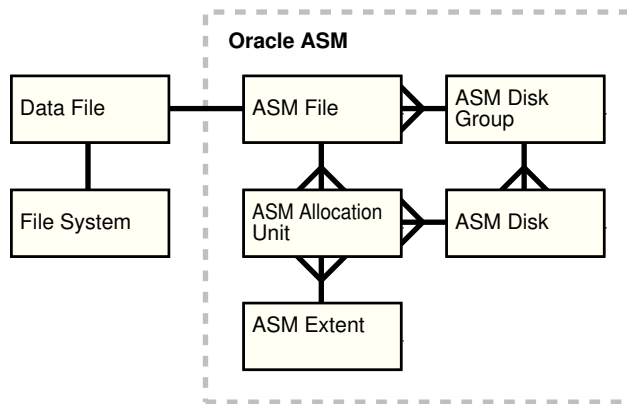 Oracle ASM
Data File
ASM File
ASM Disk
Group
File System
ASM Allocation
Unit
ASM Disk
ASM Extent